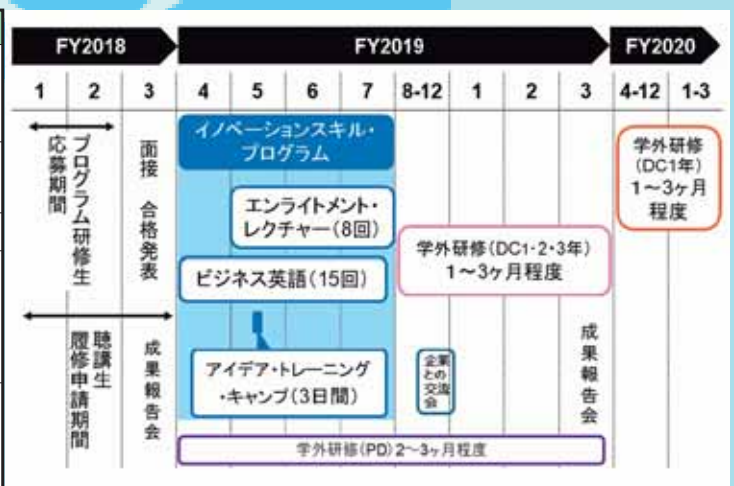 FY2018
FY2019
FY2020
1
2
3
4
5
6
7
8-12
1
2
3
4-12
1-3
プログラム研修生
応募期間
面接 合格発表
聴講生
履修申請期間
成果報告会
イノベーションスキル・
プログラム
エンライトメント・
レクチャー(8回)
ビジネス英語(15回)
アイデア・トレーニング
・キャンプ(3日間)
学外研修(DC1・2・3年)
1〜3ヶ月程度
企業
との
交流
会
成果報告会
学外研修
(DC1年)
1〜3ヶ月
程度
学外研修(PD)2〜3ヶ月程度